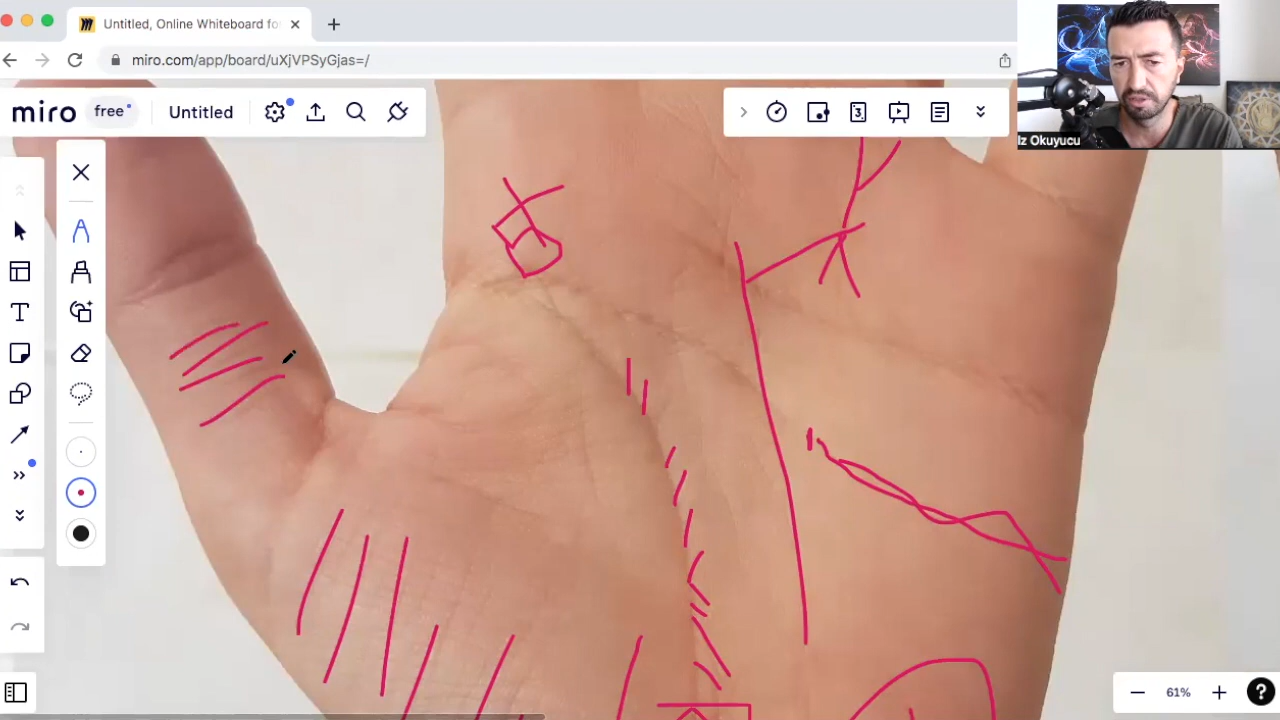 Untitled, Online Whiteboard fo
miro.com/app/board/uXjVPSyGjas=/
miro
free
Untitled
3
T
iz Okuyucu
61%
?